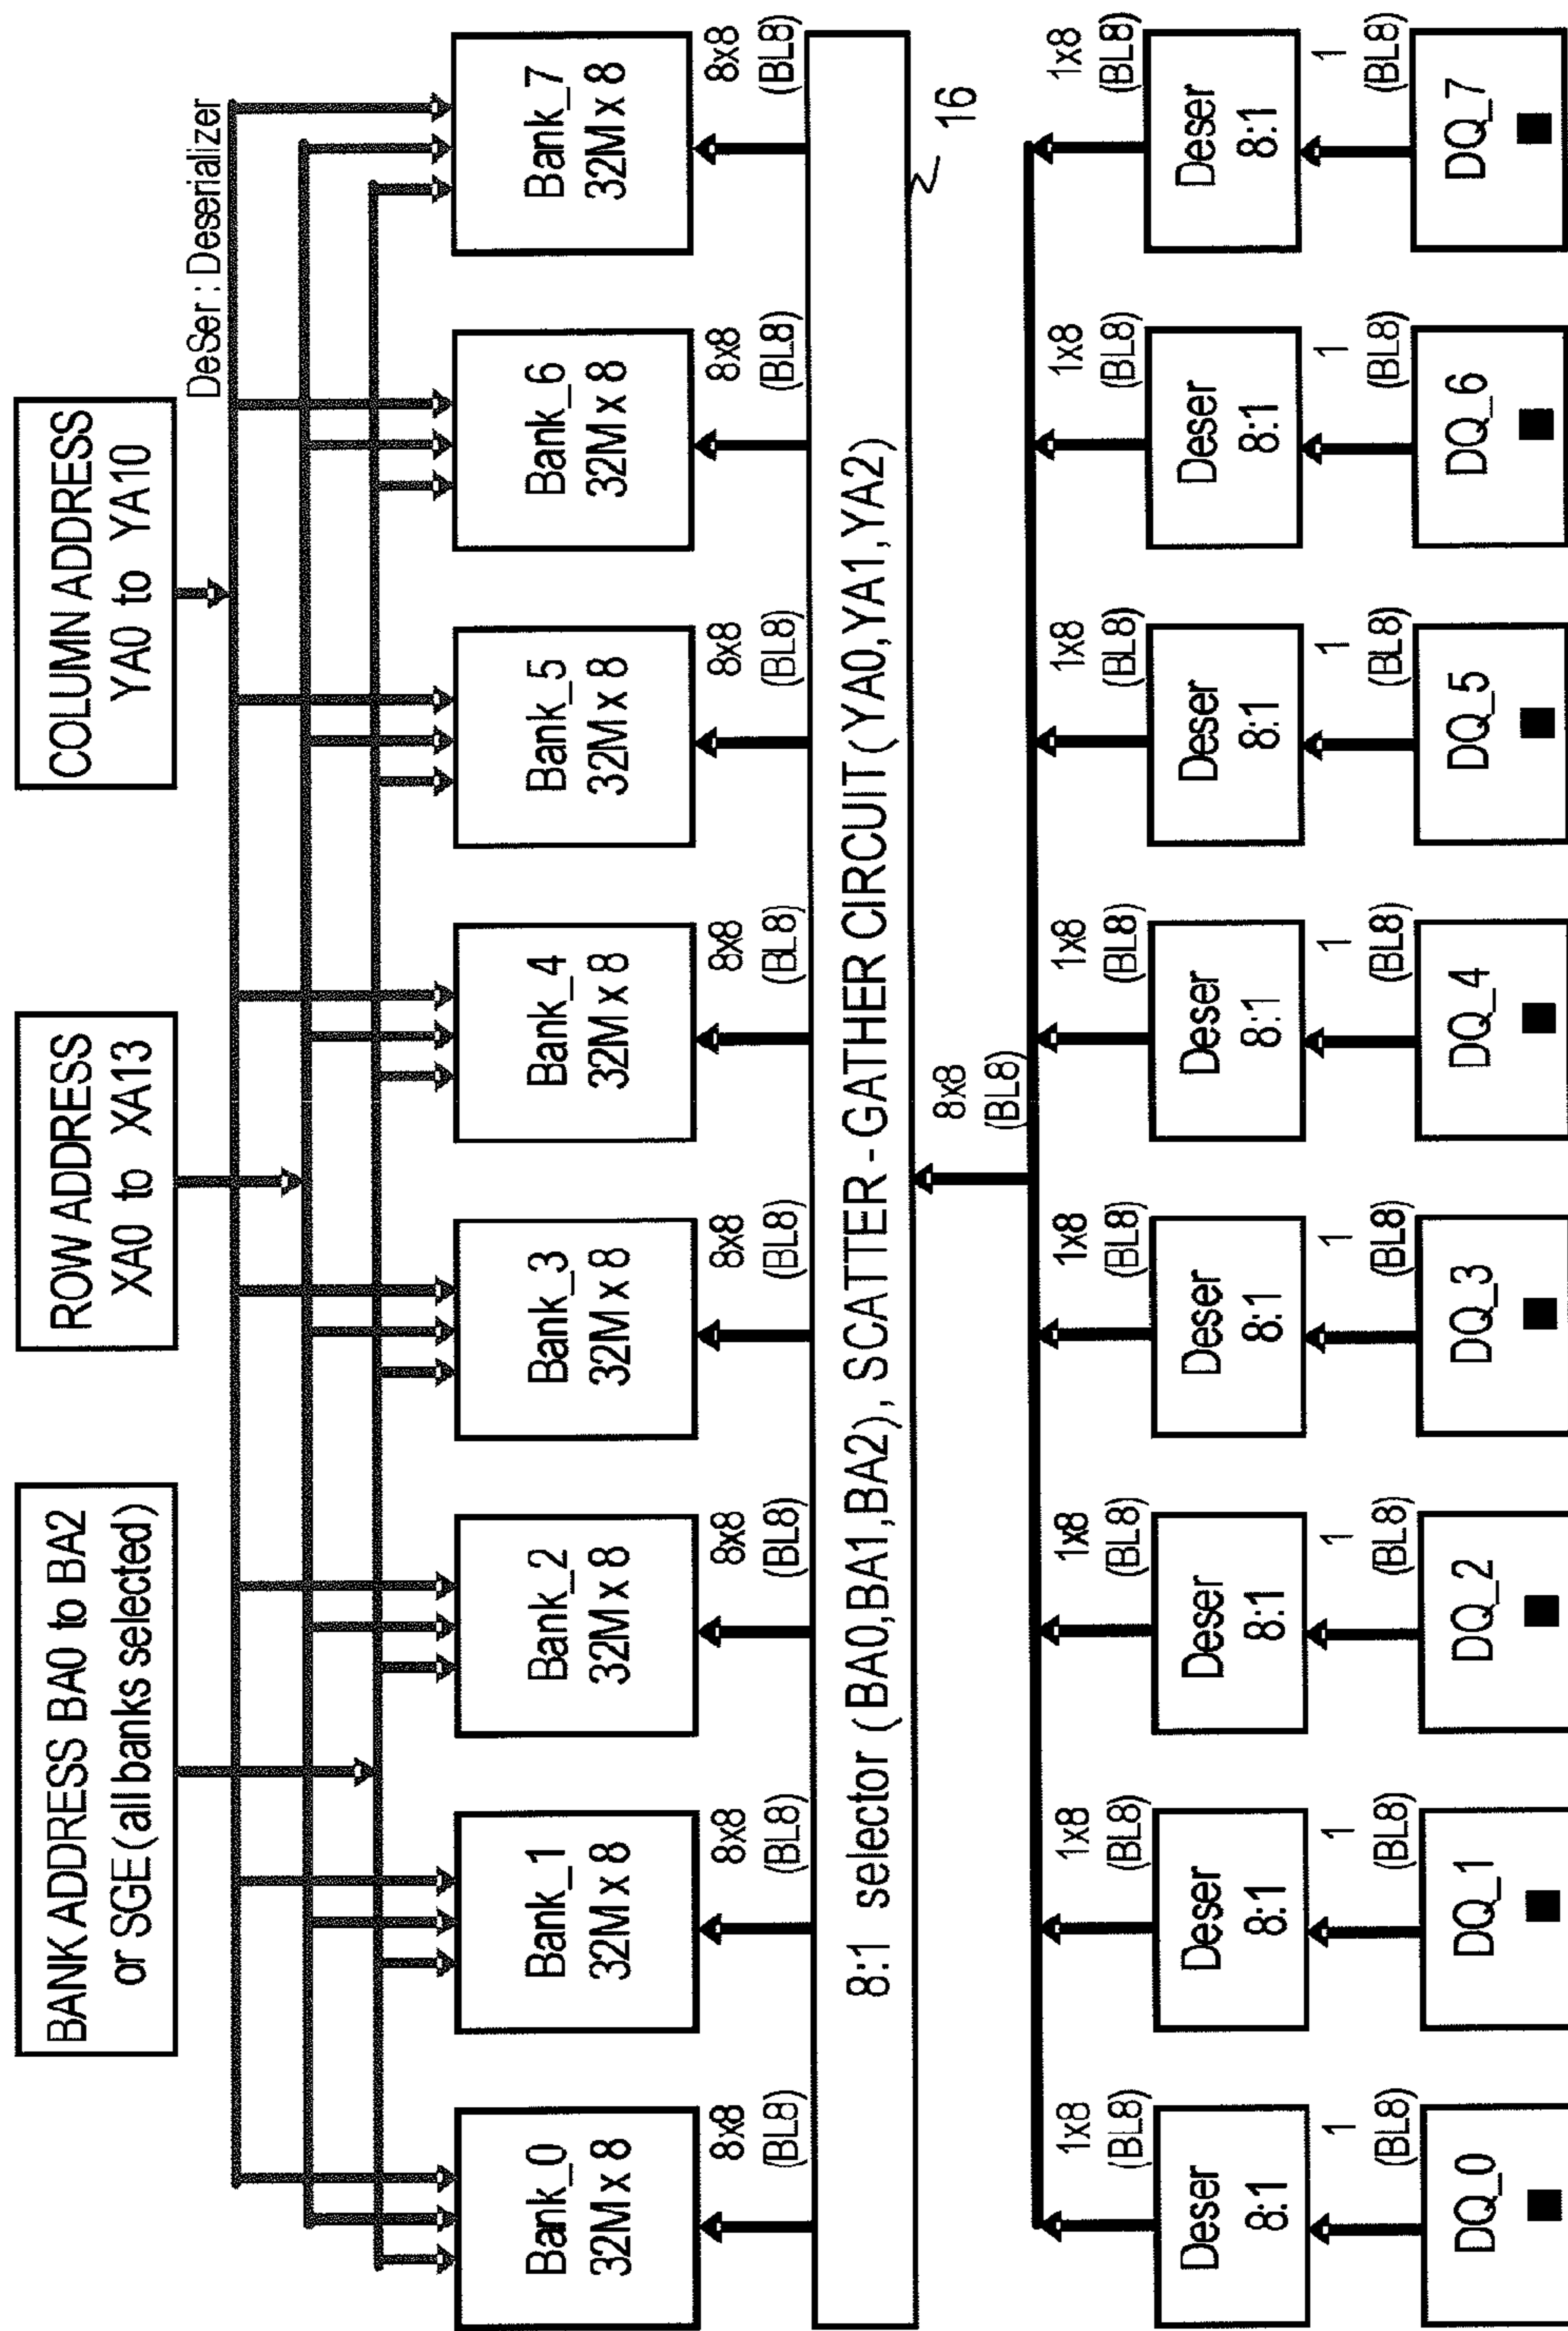 BANK ADDRESS BA0 to BA2
or SGE(all banks selected)
ROW ADDRESS
XA0 to XA13
COLUMN ADDRESS
YA0 to YA10
DeSer : Deserializer
Bank_0
32M x 8
Bank_1
32M x 8
Bank_2
32M x 8
Bank_3
32M x 8
Bank_4
32M x 8
Bank_5
32M x 8
Bank_6
32M x 8
Bank_7
32M x 8
8x8
(BL8)
8x8
(BL8)
8x8
(BL8)
8x8
(BL8)
8x8
(BL8)
8x8
(BL8)
8x8
(BL8)
8x8
(BL8)
8:1 selector (BA0,BA1,BA2), SCATTER - GATHER CIRCUIT(YA0,YA1,YA2)
16
8x8
(BL8)
1x8
(BL8)
1x8
(BL8)
1x8
(BL8)
1x8
(BL8)
1x8
(BL8)
1x8
(BL8)
1x8
(BL8)
1x8
(BL8)
Deser
8:1
Deser
8:1
Deser
8:1
Deser
8:1
Deser
8:1
Deser
8:1
Deser
8:1
Deser
8:1
1
(BL8)
1
(BL8)
1
(BL8)
1
(BL8)
1
(BL8)
1
(BL8)
1
(BL8)
1
(BL8)
DQ_0
DQ_1
DQ_2
DQ_3
DQ_4
DQ_5
DQ_6
DQ_7